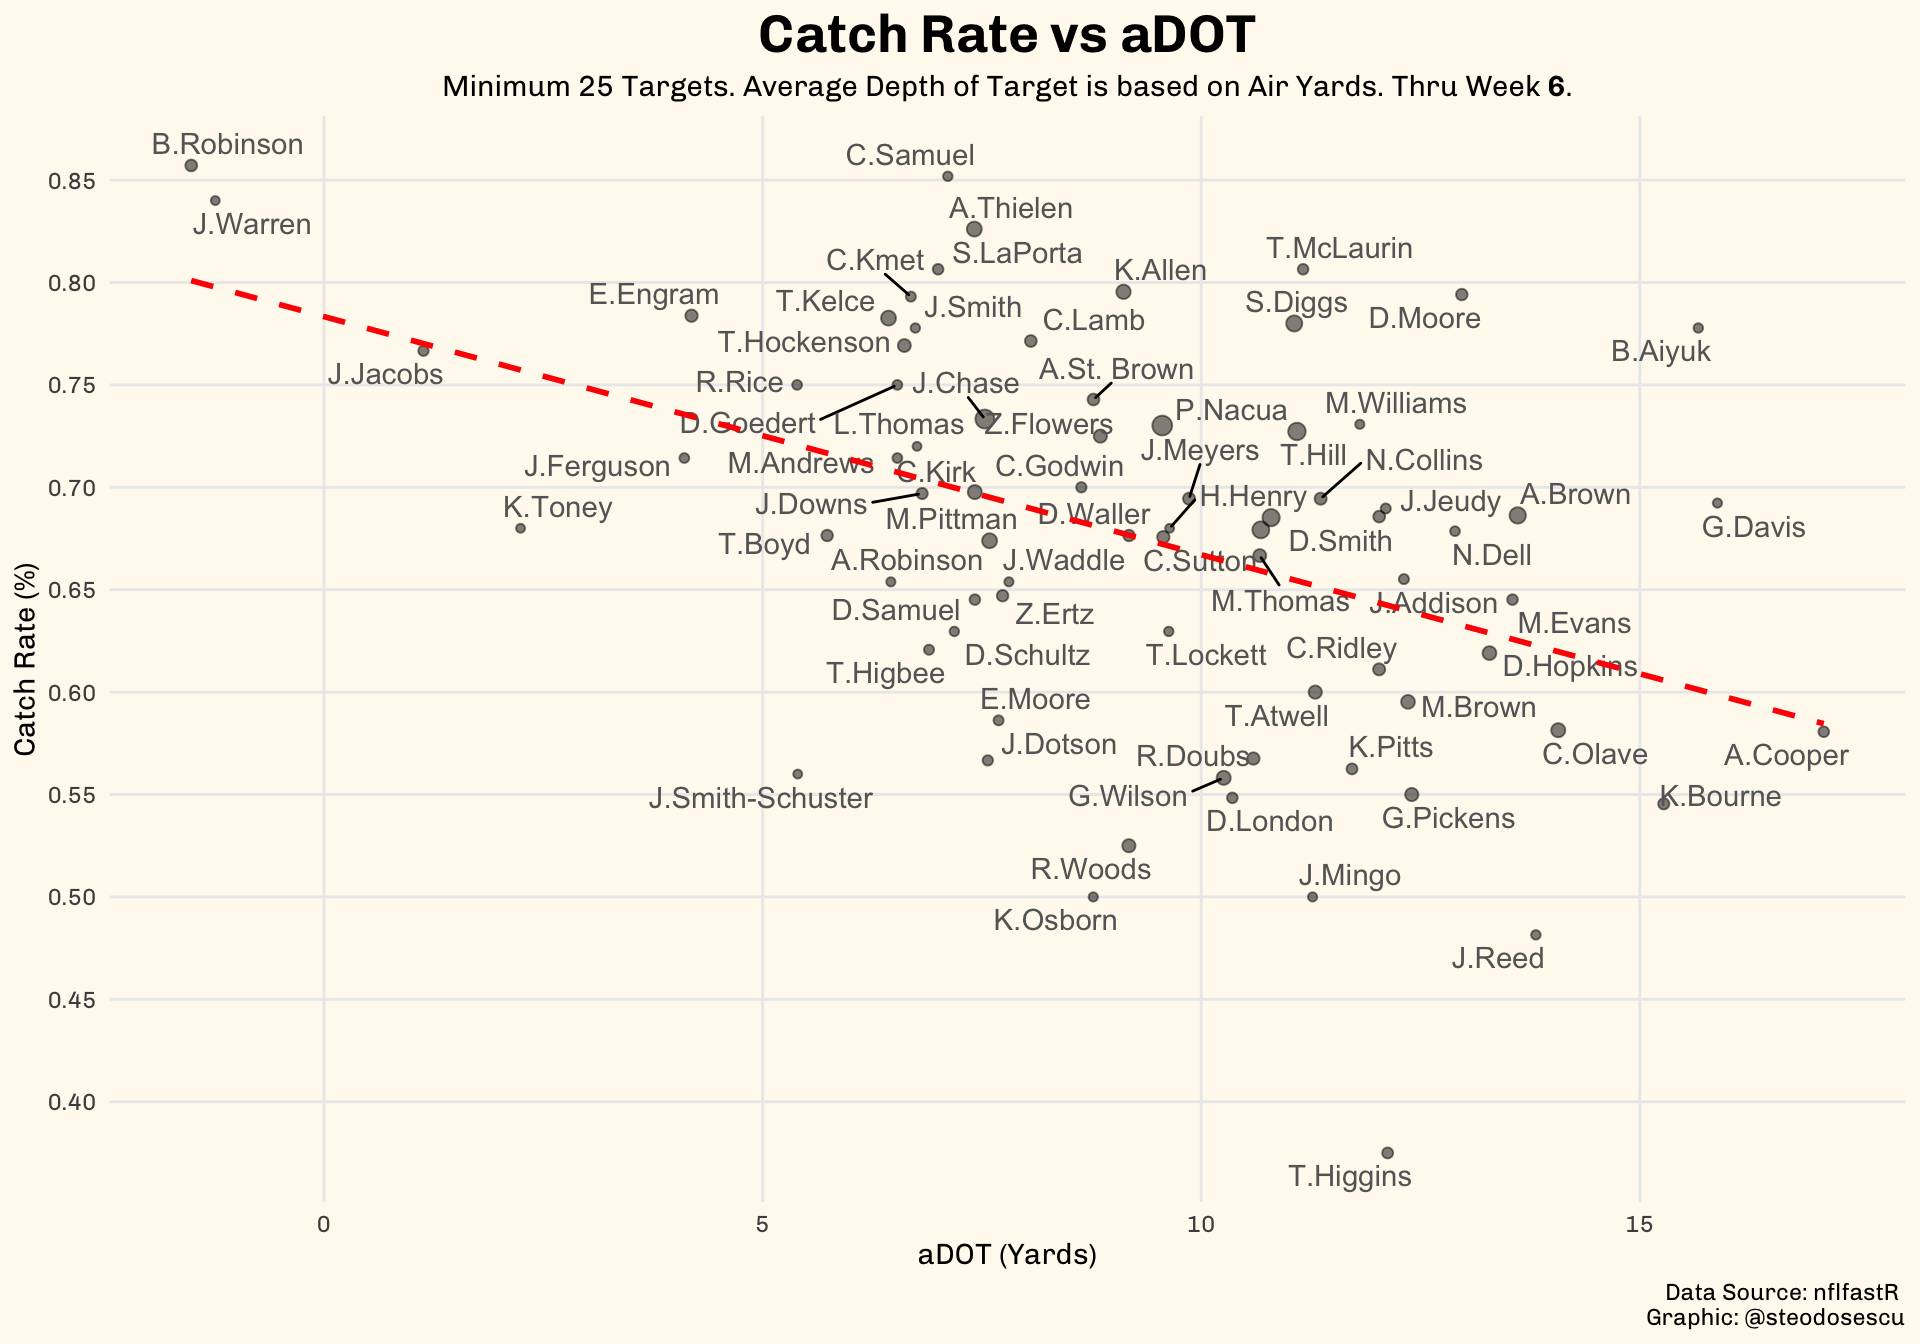 Catch Rate vs aDOT
Minimum 25 Targets. Average Depth of Target is based on Air Yards. Thru Week 6.
B.Robinson
C.Samuel
0.85
J.Warren
A.Thielen
T.McLaurin
S.LaPorta
C.Kmet
K.Allen
0.80
E.Engram
T.Kelce
J.Smith
S.Diggs
D.Moore
C.Lamb
T.Hockenson
B.Aiyuk
J.Jacobs
R.Rice
J.Chase
A.St. Brown
0.75
M.Williams
P.Nacua
D.Goedert
L.Thomas
Z.Flowers
J.Meyers
T.Hill
N.Collins
J.Ferguson
M.Andrews
C.Kirk
C.Godwin
0.70
H.Henry
J.Jeudy
A.Brown
K.Toney
J.Downs
M.Pittman
D.Waller
G.Davis
T.Boyd
D.Smith
N.Dell
A.Robinson
J.Waddle
C.Sutton
0.65
M.Thomas
J.Addison
D.Samuel
Z.Ertz
M.Evans
C.Ridley
D.Schultz
T.Lockett
D.Hopkins
T.Higbee
0.60
E.Moore
T.Atwell
M.Brown
J.Dotson
R.Doubs
K.Pitts
C.Olave
A.Cooper
J.Smith-Schuster
G.Wilson
K.Bourne
0.55
D.London
G.Pickens
R.Woods
J.Mingo
0.50
K.Osborn
J.Reed
0.45
0.40
T.Higgins
Catch Rate (%)
0
5
10
15
aDOT (Yards)
Data Source: nflfastR
Graphic: @steodosescu